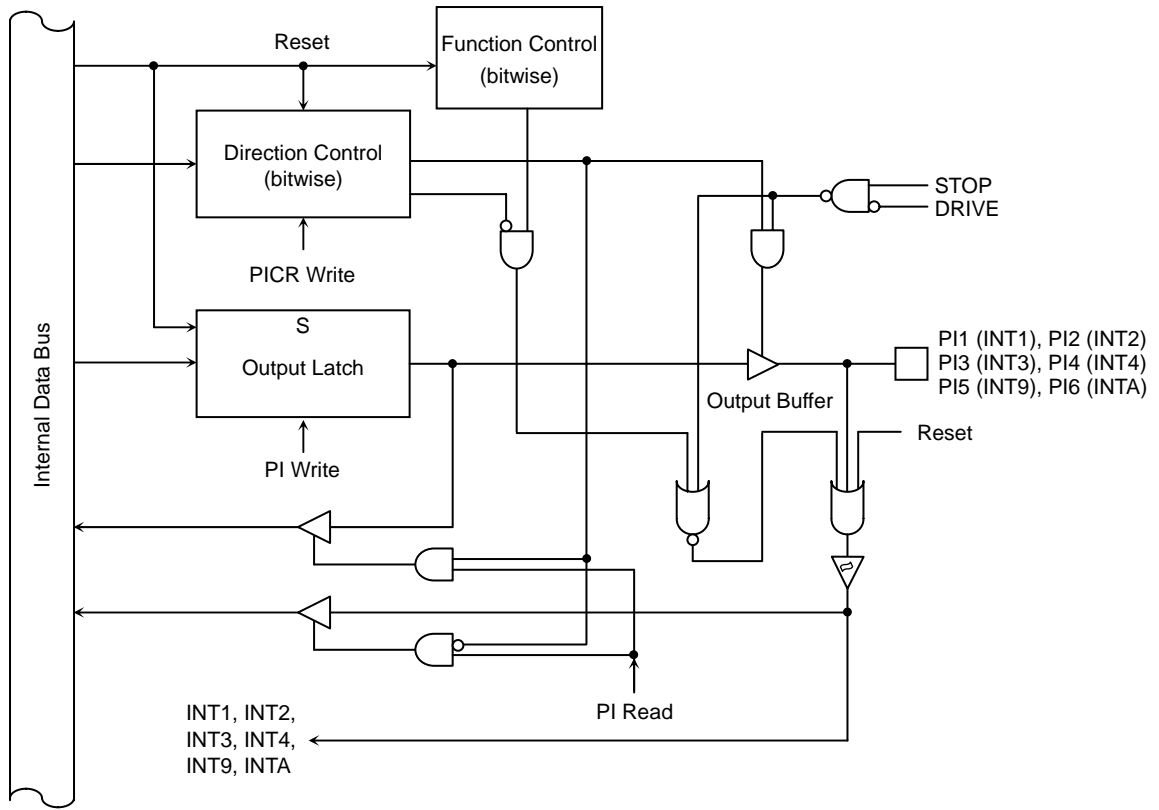 Reset
Function Control
(bitwise)
Direction Control
(bitwise)
STOP
DRIVE
PICR Write
S
Output Latch
PI1 (INT1), PI2 (INT2)
PI3 (INT3), PI4 (INT4)
PI5 (INT9), PI6 (INTA)
Output Buffer
Reset
PI Write
Internal Data Bus
PI Read
INT1, INT2,
INT3, INT4,
INT9, INTA